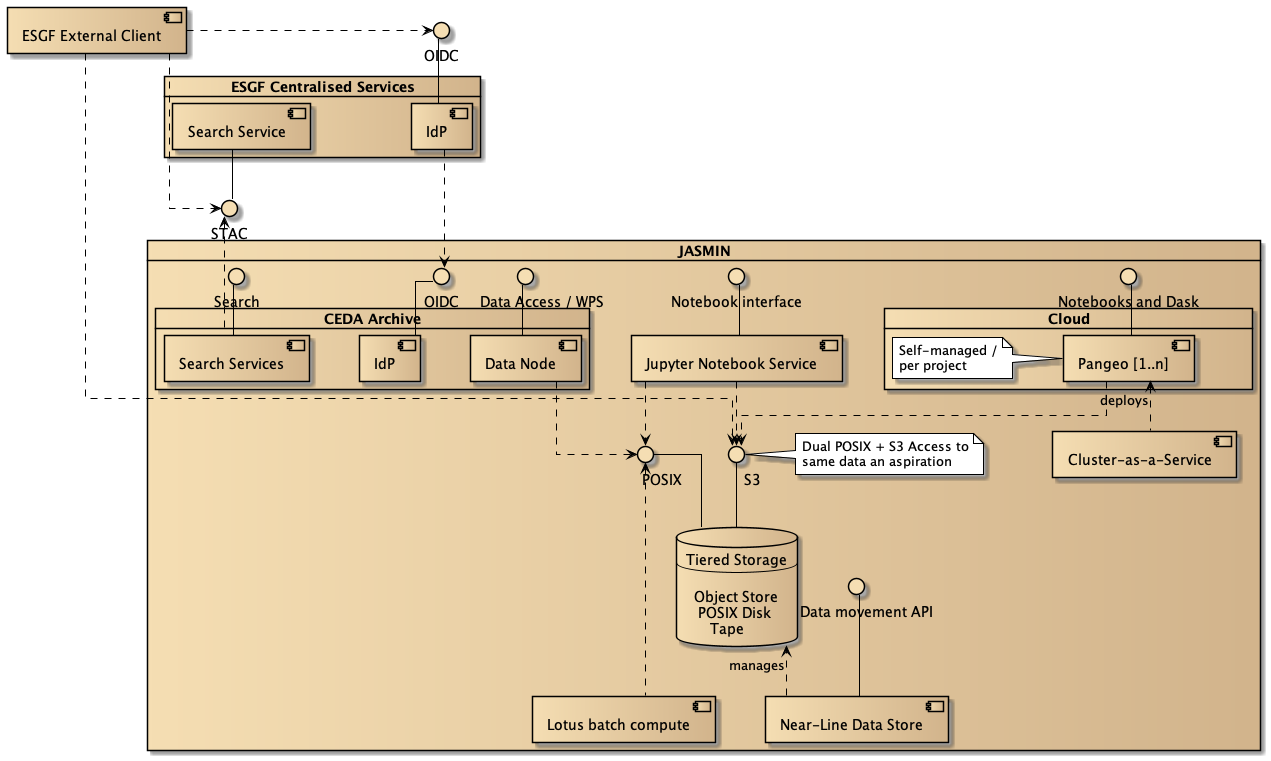 ESGF External Client
OIDC
ESGF Centralised Services
Search Service
IdP
STAC
JASMIN
Search
OIDC
Data Access / WPS
Notebook interface
Notebooks and Dask
CEDA Archive
Cloud
Search Services
IdP
Data Node
Jupyter Notebook Service
Self-managed /
per project
Pangeo [1..n]
deploys
Dual POSIX + S3 Access to
same data an aspiration
Cluster-as-a-Service
POSIX
S3
Tiered Storage
Object Store
POSIX Disk
Tape
Data movement API
manages
Lotus batch compute
Near-Line Data Store